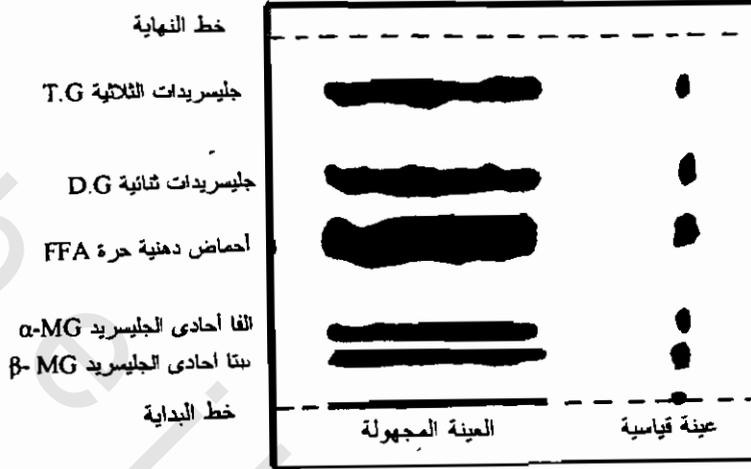 خط النهاية
جليسريدات الثلاثية T.G
جليسريدات ثنائية D.G
أحماض دهنية حرة FFA
الفا أحادى الجليسريد α-MG
بيتا أحادى الجليسريد β- MG
خط البداية
العينة المجهولة
عينة قياسية